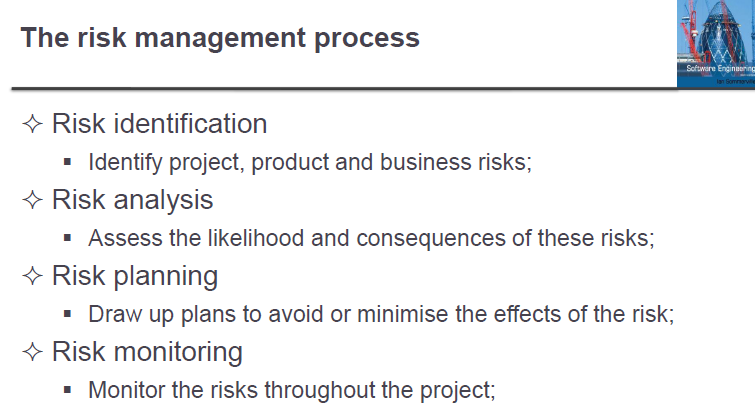 The risk management process
Software Engineering
Ian Sommerville
✧ Risk identification
▪ Identify project, product and business risks;
✧ Risk analysis
▪ Assess the likelihood and consequences of these risks;
✧ Risk planning
▪ Draw up plans to avoid or minimise the effects of the risk;
✧ Risk monitoring
▪ Monitor the risks throughout the project;